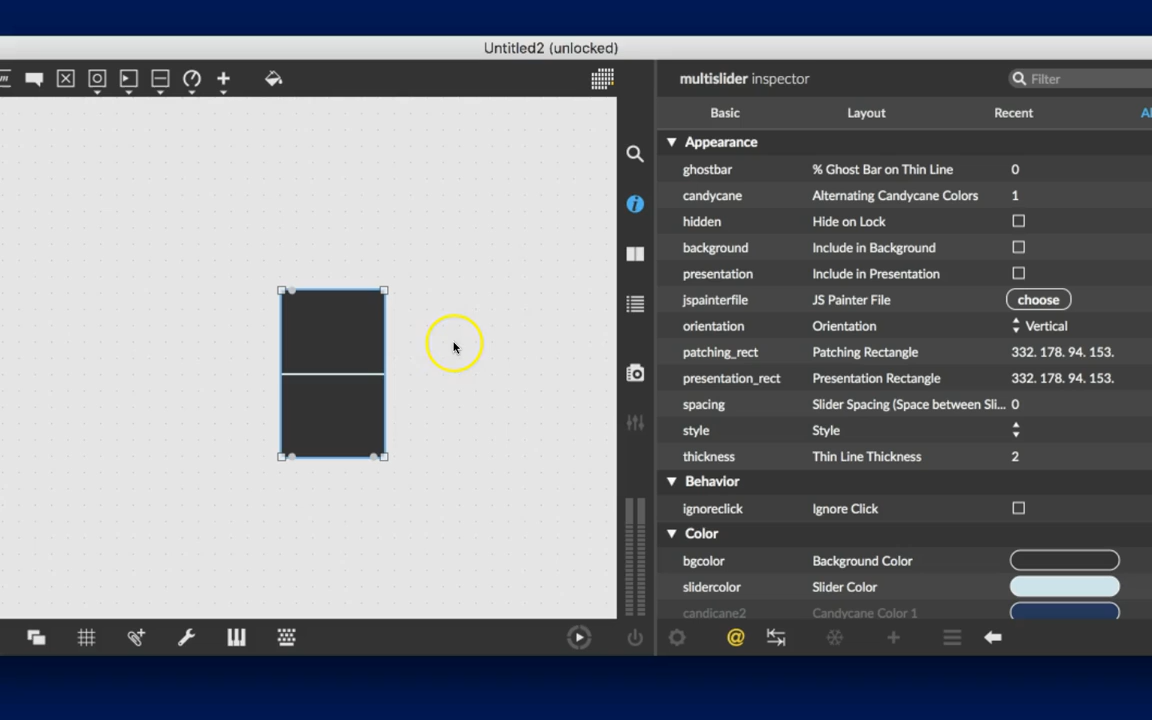 Untitled2 (unlocked)
multislider inspector
Filter
Basic Layout Recent
Appearance
ghostbar % Ghost Bar on Thin Line 0
candycane Alternating Candycane Colors 1
hidden Hide on Lock
background Include in Background
presentation Include in Presentation
jspainterfile JS Painter File choose
orientation Orientation Vertical
patching_rect Patching Rectangle 332. 178. 94. 153.
presentation_rect Presentation Rectangle 332. 178. 94. 153.
spacing Slider Spacing (Space between Sli... 0
style Style
thickness Thin Line Thickness 2
Behavior
ignoreclick Ignore Click
Color
bgcolor Background Color
slidercolor Slider Color
candicane2 Candycane Color 1